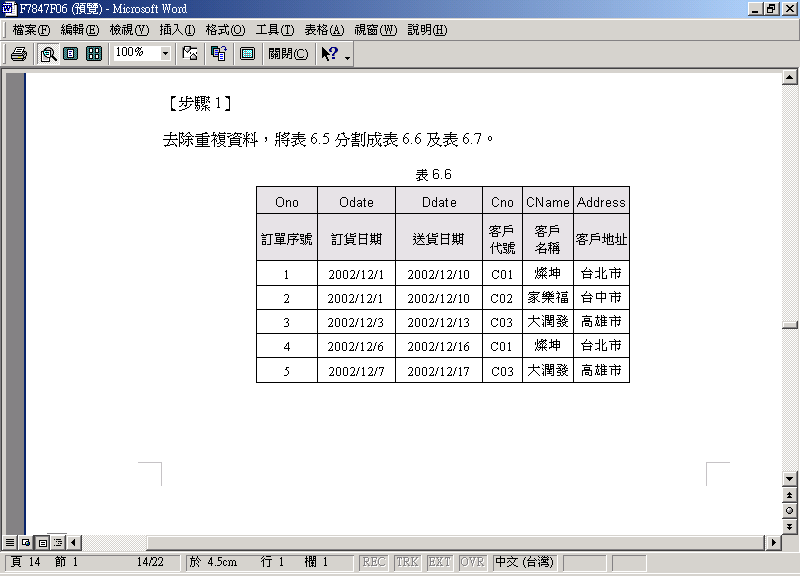 F7847F06 (預覽) - Microsoft Word
檔案(F) 編輯(E) 檢視(V) 插入(I) 格式(O) 工具(T) 表格(A) 視窗(W) 說明(H)
100% 關閉(C)
【步驟 1】
去除重複資料，將表 6.5 分割成表 6.6 及表 6.7。
表 6.6
Ono Odate Ddate Cno CName Address
訂單序號 訂貨日期 送貨日期 客戶代號 客戶名稱 客戶地址
1 2002/12/1 2002/12/10 C01 燦坤 台北市
2 2002/12/1 2002/12/10 C02 家樂福 台中市
3 2002/12/3 2002/12/13 C03 大潤發 高雄市
4 2002/12/6 2002/12/16 C01 燦坤 台北市
5 2002/12/7 2002/12/17 C03 大潤發 高雄市
頁 14 節 1 14/22 於 4.5cm 行 1 欄 1 REC TRK EXT OVR 中文 (台灣)